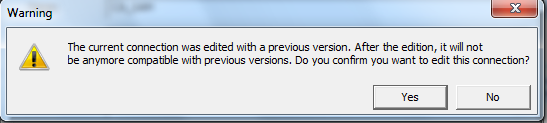 Warning
The current connection was edited with a previous version. After the edition, it will not
be anymore compatible with previous versions. Do you confirm you want to edit this connection?
Yes
No